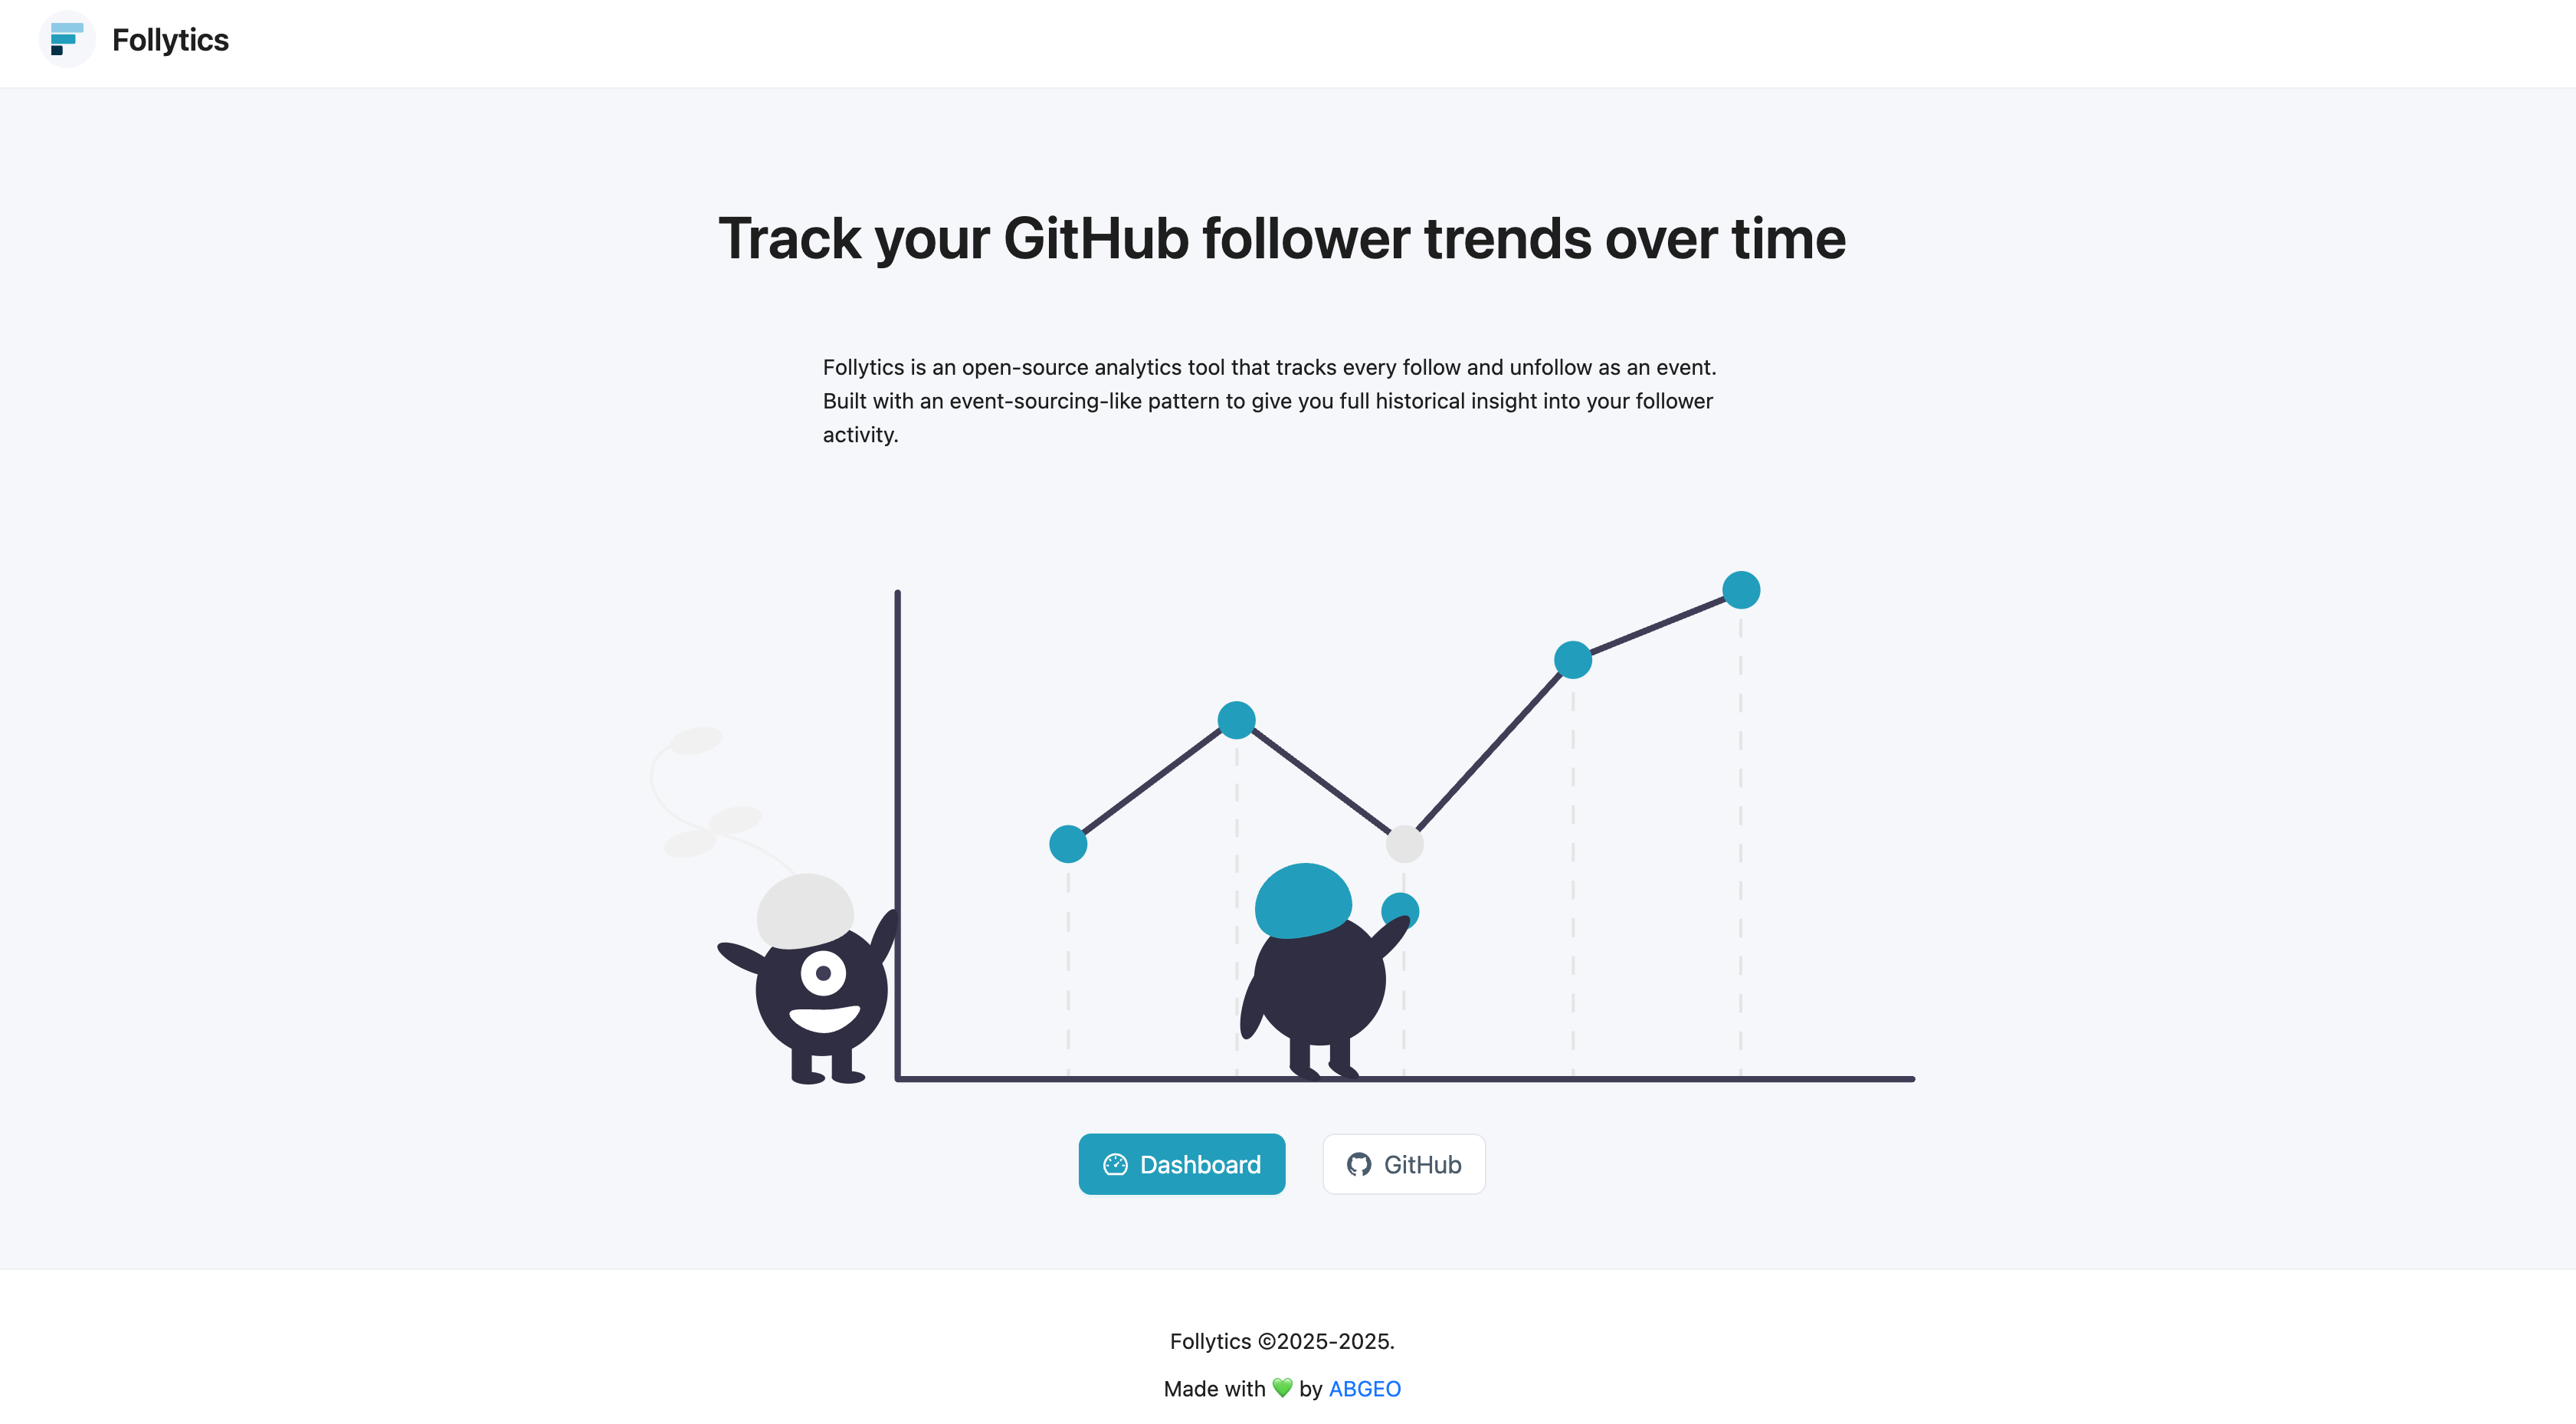 Follytics
Track your GitHub follower trends over time
Follytics is an open-source analytics tool that tracks every follow and unfollow as an event.
Built with an event-sourcing-like pattern to give you full historical insight into your follower
activity.
Dashboard
GitHub
Follytics ©2025-2025.
Made with 💚 by ABGEO